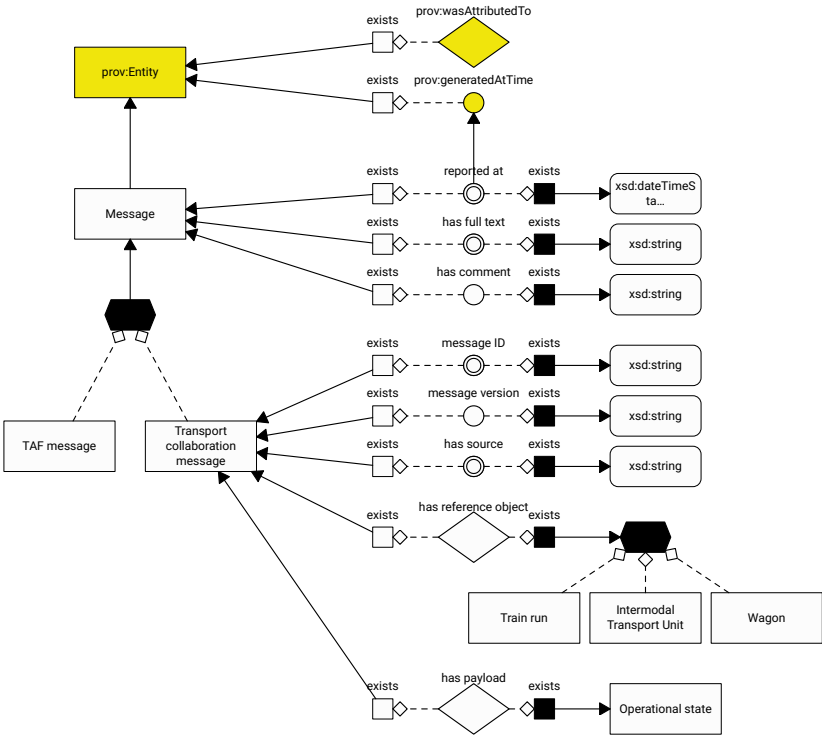 prov:wasAttributedTo
exists
prov:Entity
prov:generatedAtTime
exists
exists
reported at
exists
xsd:dateTimeS
ta...
Message
exists
has full text
exists
xsd:string
exists
has comment
exists
xsd:string
exists
message ID
exists
xsd:string
exists
message version
exists
xsd:string
TAF message
Transport
collaboration
message
exists
has source
exists
xsd:string
exists
has reference object
exists
Train run
Intermodal
Transport Unit
Wagon
exists
has payload
exists
Operational state